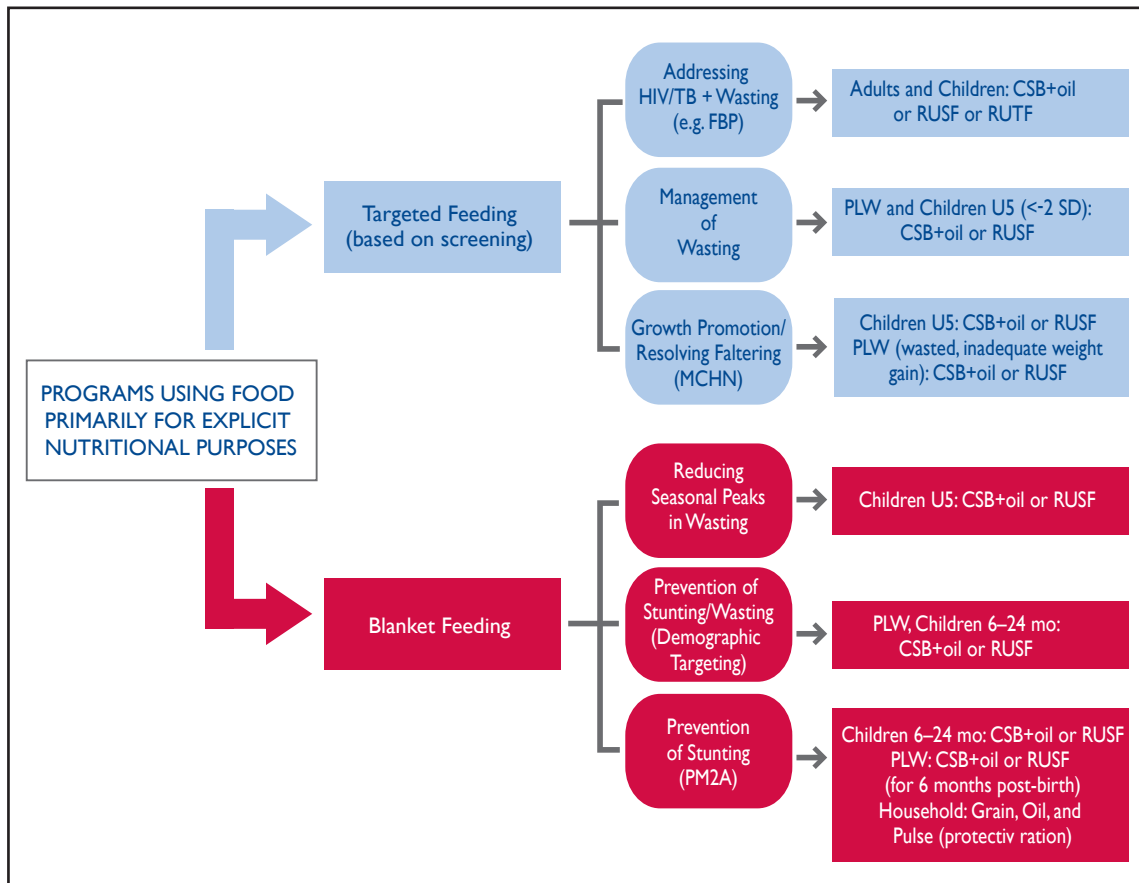 PROGRAMS USING FOOD
PRIMARILY FOR EXPLICIT
NUTRITIONAL PURPOSES
Targeted Feeding
(based on screening)
Addressing
HIV/TB + Wasting
(e.g. FBP)
Adults and Children: CSB+oil
or RUSF or RUTF
Management
of
Wasting
PLW and Children U5 (<-2 SD):
CSB+oil or RUSF
Growth Promotion/
Resolving Faltering
(MCHN)
Children U5: CSB+oil or RUSF
PLW (wasted, inadequate weight
gain): CSB+oil or RUSF
Blanket Feeding
Reducing
Seasonal Peaks
in Wasting
Children U5: CSB+oil or RUSF
Prevention of
Stunting/Wasting
(Demographic
Targeting)
PLW, Children 6–24 mo:
CSB+oil or RUSF
Prevention
of Stunting
(PM2A)
Children 6–24 mo: CSB+oil or RUSF
PLW: CSB+oil or RUSF
(for 6 months post-birth)
Household: Grain, Oil, and
Pulse (protectiv ration)